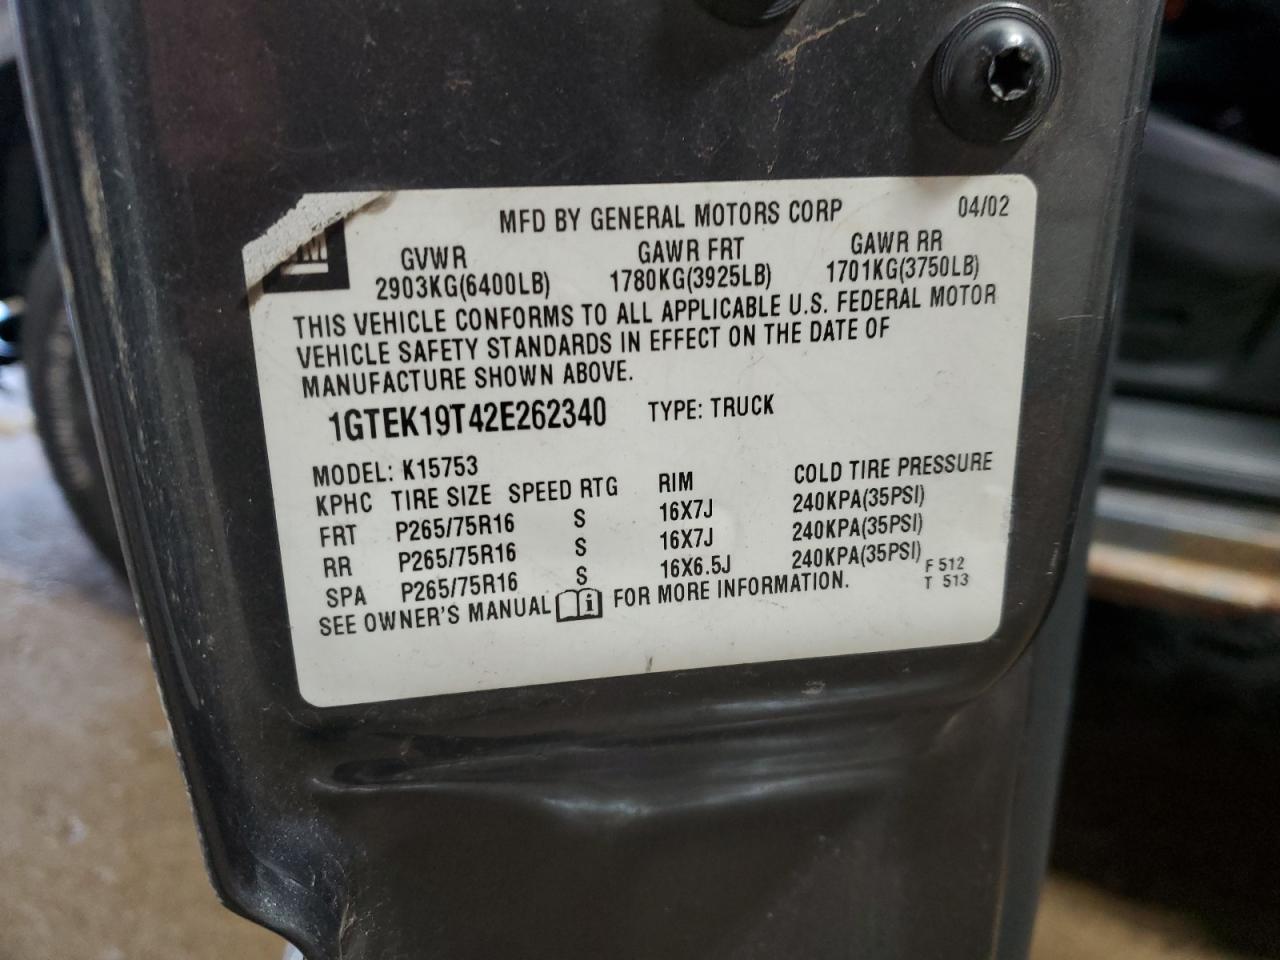 MFD BY GENERAL MOTORS CORP 04/02
GVWR GAWR FRT GAWR RR
2903KG(6400LB) 1780KG(3925LB) 1701KG(3750LB)
THIS VEHICLE CONFORMS TO ALL APPLICABLE U.S. FEDERAL MOTOR
VEHICLE SAFETY STANDARDS IN EFFECT ON THE DATE OF
MANUFACTURE SHOWN ABOVE.
1GTEK19T42E262340 TYPE: TRUCK
MODEL: K15753
KPHC TIRE SIZE SPEED RTG RIM COLD TIRE PRESSURE
FRT P265/75R16 S 16X7J 240KPA(35PSI)
RR P265/75R16 S 16X7J 240KPA(35PSI)
SPA P265/75R16 S 16X6.5J 240KPA(35PSI)
SEE OWNER'S MANUAL i FOR MORE INFORMATION.
F 512
T 513